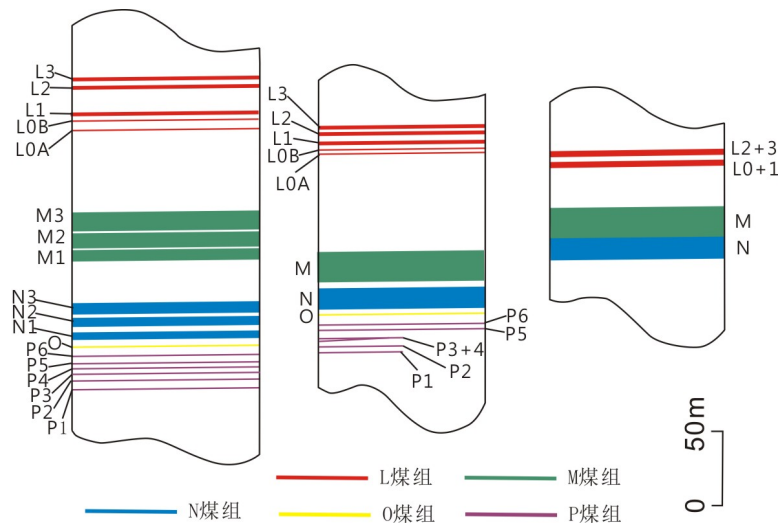 L3
L2
L1
L0B
L0A
M3
M2
M1
N3
N2
N1
O
P6
P5
P4
P3
P2
P1
L3
L2
L1
L0B
L0A
M
N
O
P6
P5
P3+4
P2
P1
L2+3
L0+1
M
N
50m
0
L煤组
M煤组
N煤组
O煤组
P煤组